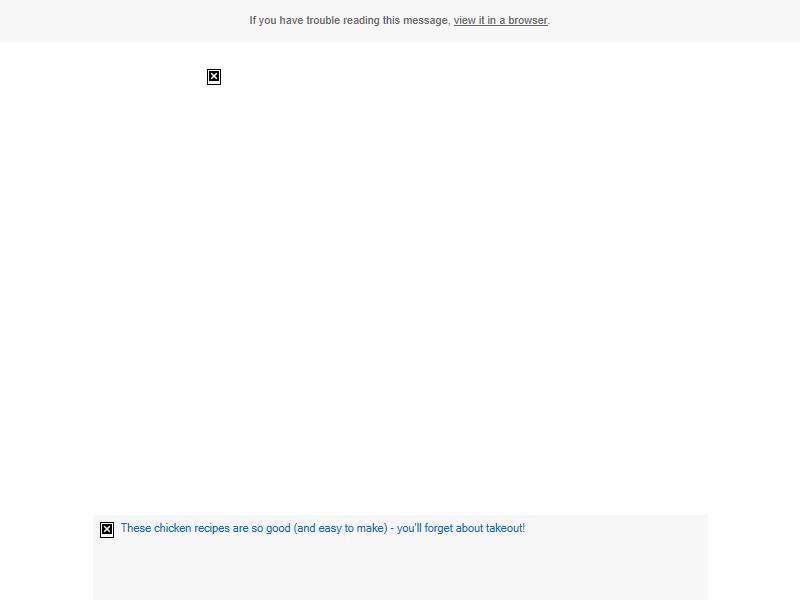 If you have trouble reading this message, view it in a browser.
These chicken recipes are so good (and easy to make) - you'll forget about takeout!